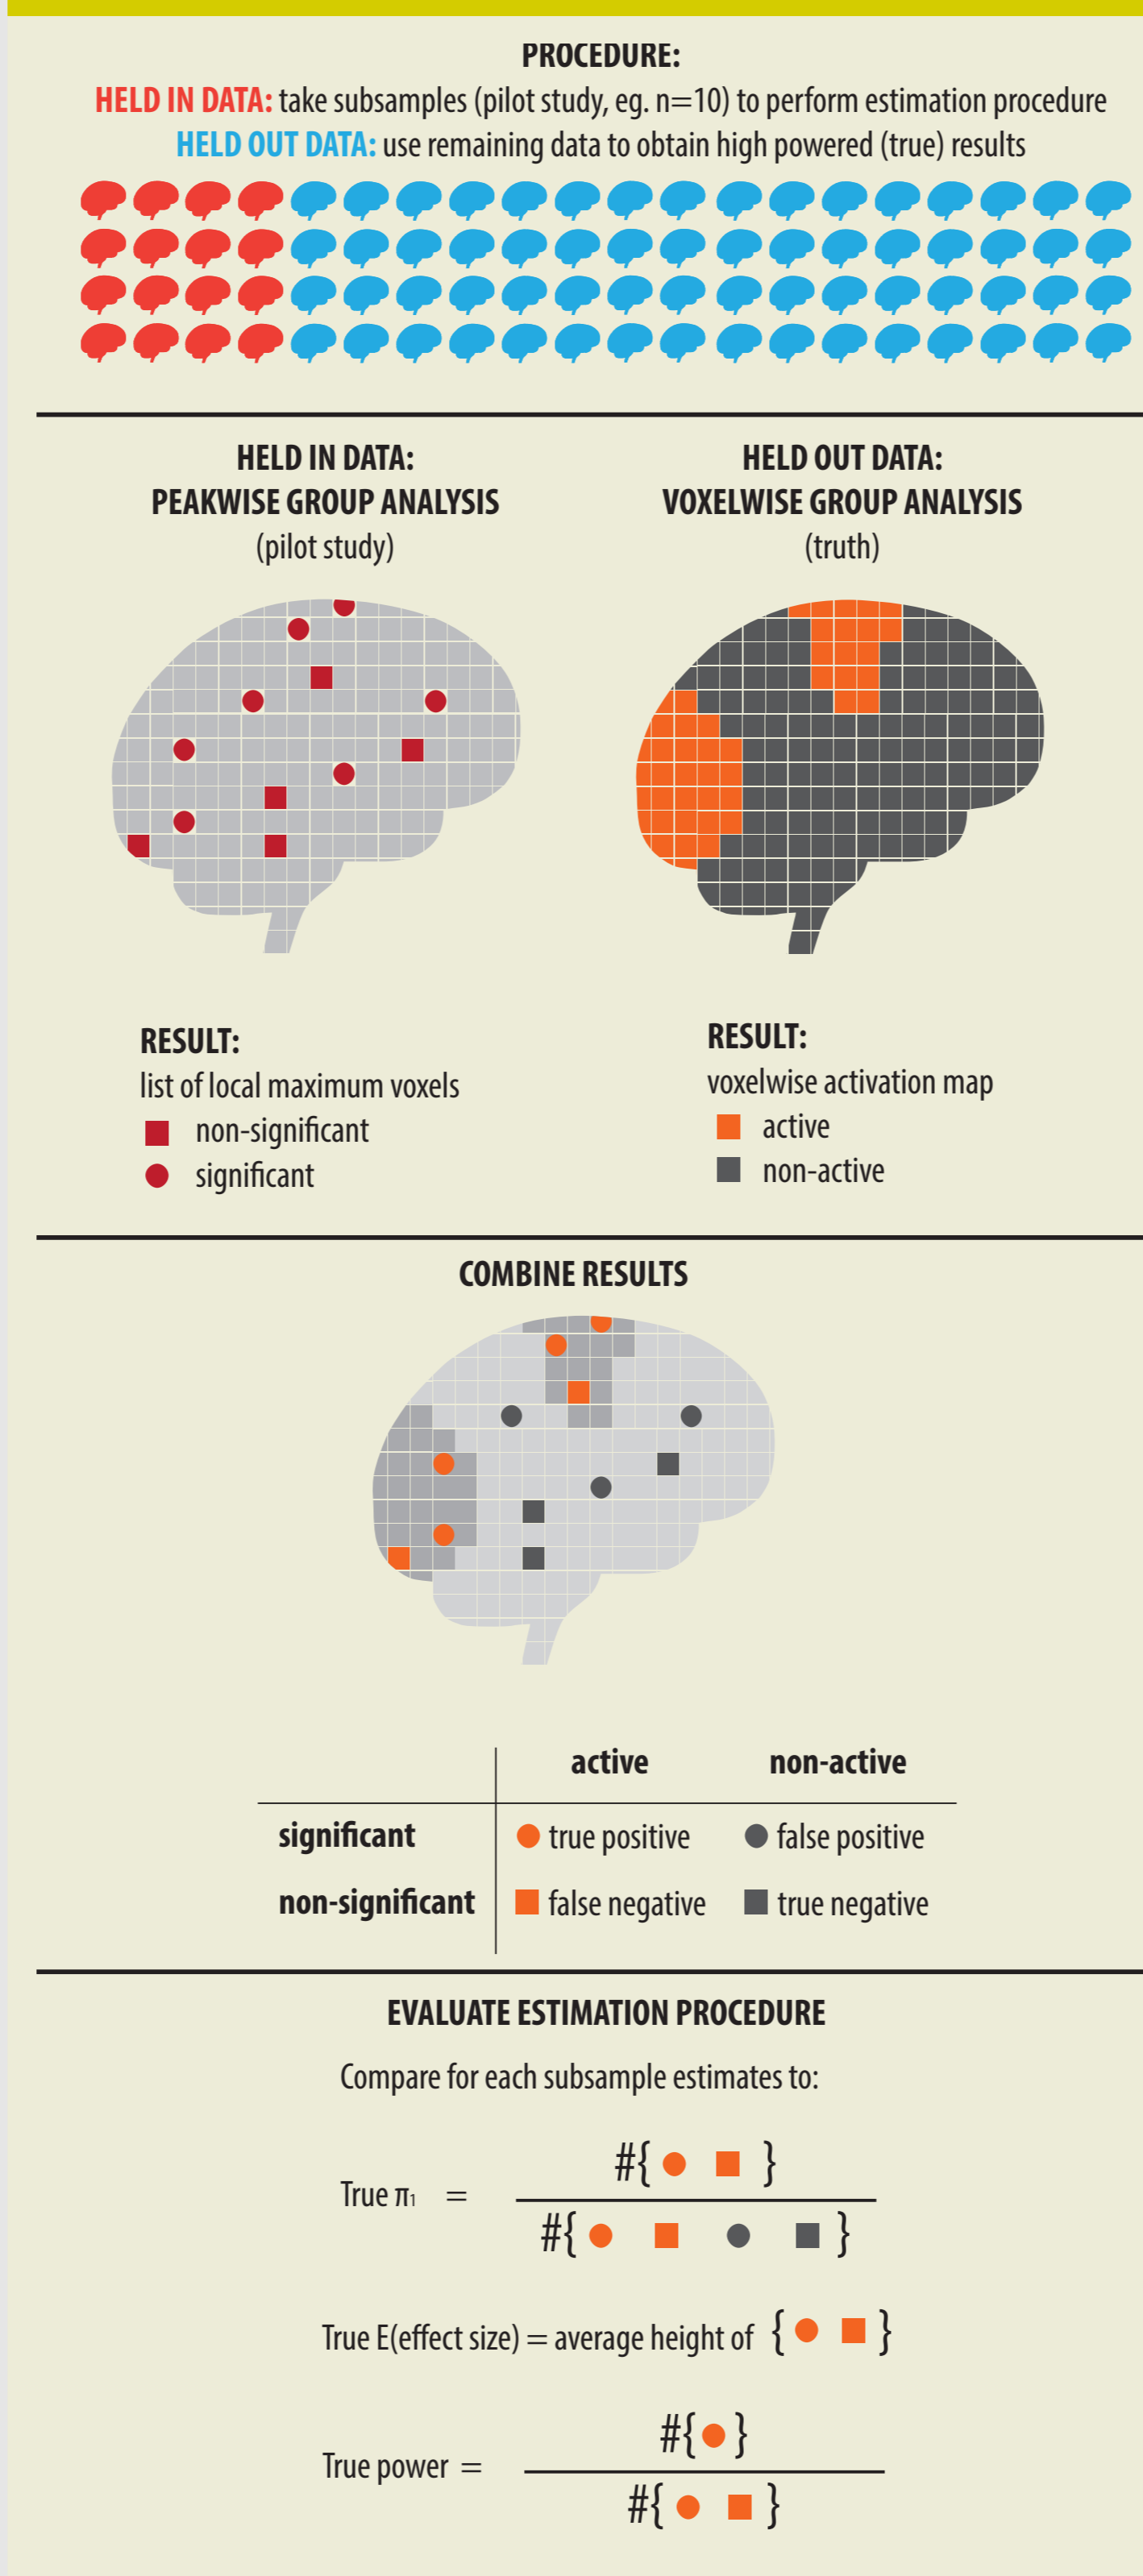 PROCEDURE:
HELD IN DATA: take subsamples (pilot study, eg. n=10) to perform estimation procedure
HELD OUT DATA: use remaining data to obtain high powered (true) results
HELD IN DATA:
PEAKWISE GROUP ANALYSIS
(pilot study)
HELD OUT DATA:
VOXELWISE GROUP ANALYSIS
(truth)
RESULT:
list of local maximum voxels
non-significant
significant
RESULT:
voxelwise activation map
active
non-active
COMBINE RESULTS
active non-active
significant true positive false positive
non-significant false negative true negative
EVALUATE ESTIMATION PROCEDURE
Compare for each subsample estimates to:
#{ }
True π₁ =
#{ }
True E(effect size) = average height of { }
#{ }
True power =
#{ }